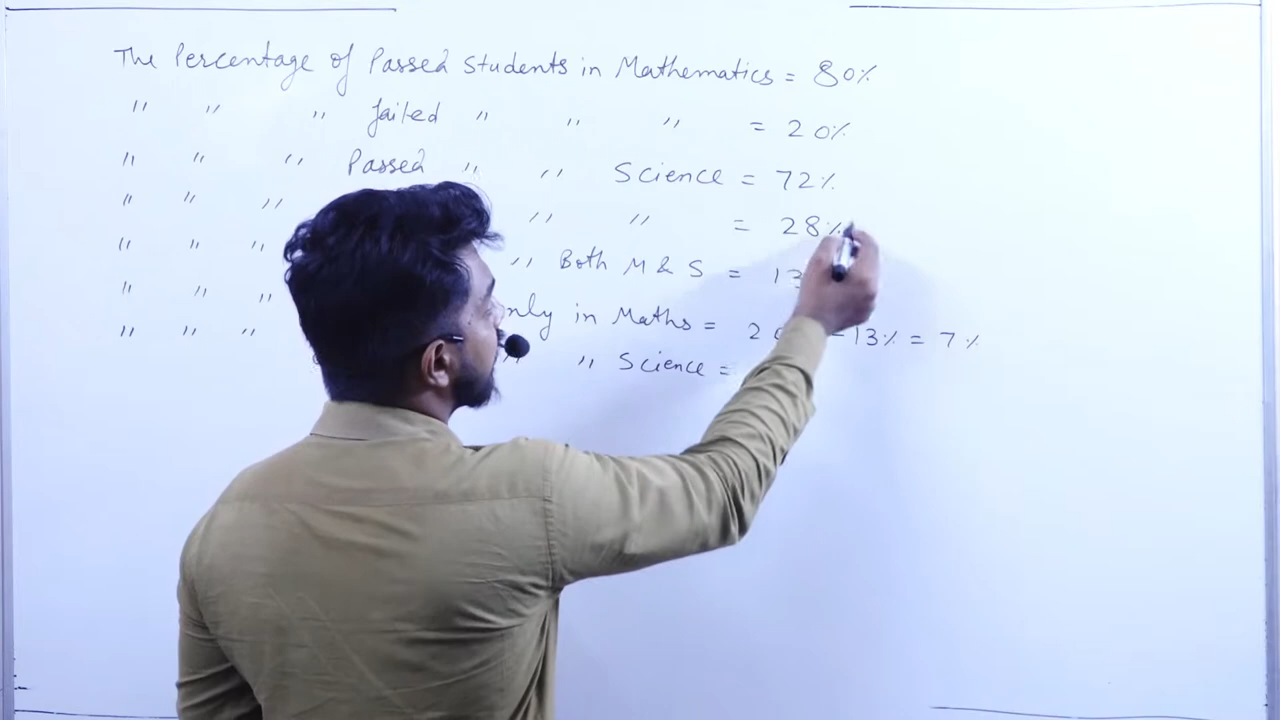 The Percentage of Passed Students in Mathematics = 80%
" " " failed " " " = 20%
" " " Passed " " Science = 72%
" " " " " = 28%
" " " " Both M & S = 13
" " " nly in Maths = 20 - 13% = 7%
" " " " " Science =